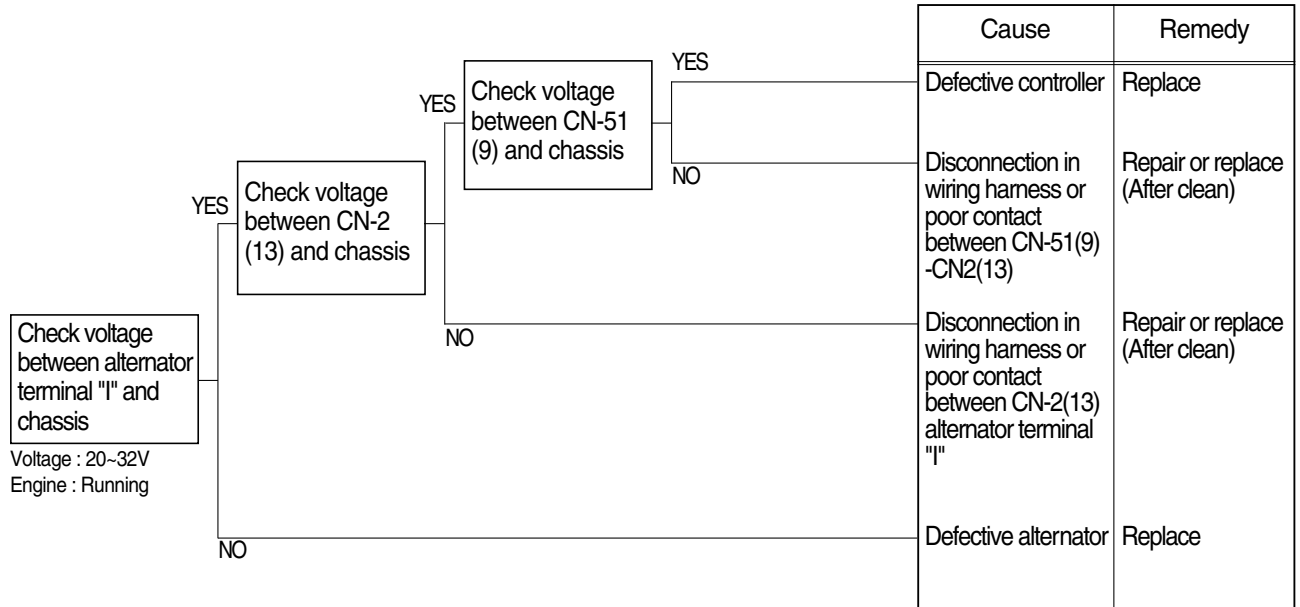 Cause
Remedy
YES
Check voltage
between CN-51
(9) and chassis
YES
Defective controller
Replace
NO
Disconnection in
wiring harness or
poor contact
between CN-51(9)
-CN2(13)
Repair or replace
(After clean)
YES
Check voltage
between CN-2
(13) and chassis
NO
Disconnection in
wiring harness or
poor contact
between CN-2(13)
alternator terminal
"I"
Repair or replace
(After clean)
Check voltage
between alternator
terminal "I" and
chassis
Voltage : 20~32V
Engine : Running
NO
Defective alternator
Replace